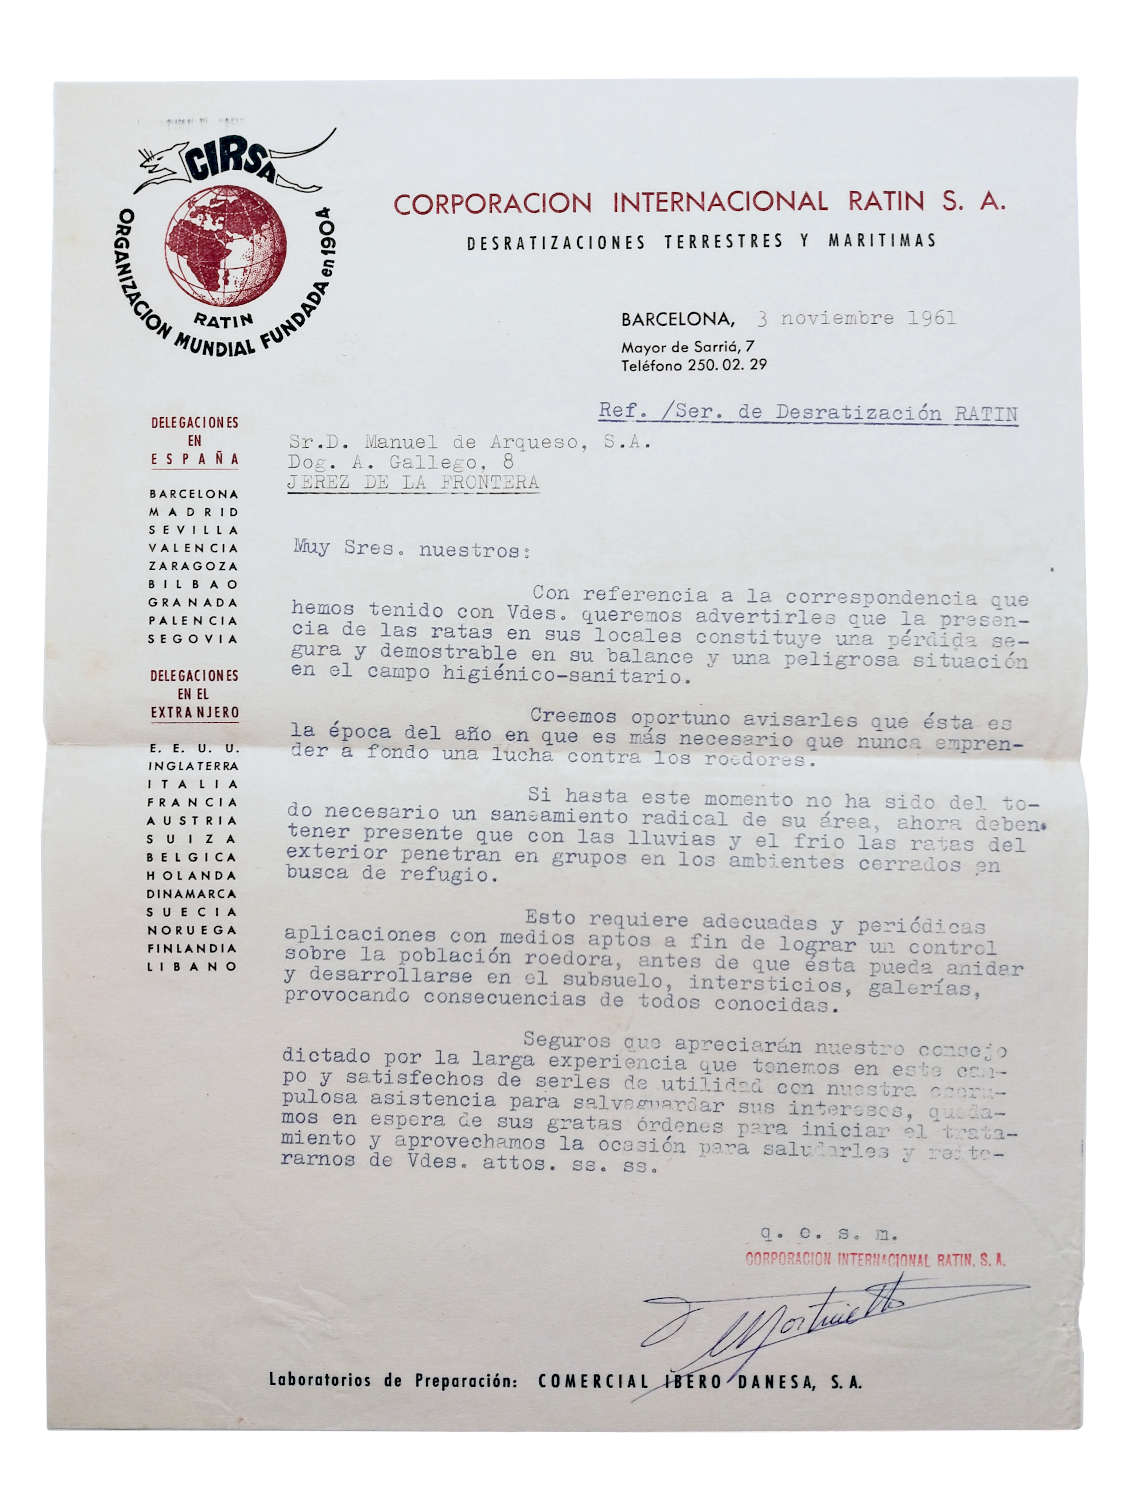 CIRSA
RATIN
ORGANIZACION MUNDIAL FUNDADA en 1904
CORPORACION INTERNACIONAL RATIN S. A.
DESRATIZACIONES TERRESTRES Y MARITIMAS
BARCELONA, 3 noviembre 1961
Mayor de Sarriá, 7
Teléfono 250. 02. 29
Ref. /Ser. de Desratización RATIN
Sr.D. Manuel de Arqueso, S.A.
Dog. A. Gallego, 8
JEREZ DE LA FRONTERA
DELEGACIONES
EN
ESPAÑA
BARCELONA
MADRID
SEVILLA
VALENCIA
ZARAGOZA
BILBAO
GRANADA
PALENCIA
SEGOVIA
DELEGACIONES
EN EL
EXTRANJERO
E. E. U. U.
INGLATERRA
ITALIA
FRANCIA
AUSTRIA
SUIZA
BELGICA
HOLANDA
DINAMARCA
SUECIA
NORUEGA
FINLANDIA
LIBANO
Muy Sres. nuestros:
Con referencia a la correspondencia que
hemos tenido con Vdes. queremos advertirles que la presen-
cia de las ratas en sus locales constituye una pérdida se-
gura y demostrable en su balance y una peligrosa situación
en el campo higiénico-sanitario.
Creemos oportuno avisarles que ésta es
la época del año en que es más necesario que nunca empren-
der a fondo una lucha contra los roedores.
Si hasta este momento no ha sido del to-
do necesario un saneamiento radical de su área, ahora deben
tener presente que con las lluvias y el frio las ratas del
exterior penetran en grupos en los ambientes cerrados en
busca de refugio.
Esto requiere adecuadas y periódicas
aplicaciones con medios aptos a fin de lograr un control
sobre la población roedora, antes de que ésta pueda anidar
y desarrollarse en el subsuelo, intersticios, galerías,
provocando consecuencias de todos conocidas.
Seguros que apreciarán nuestro consejo
dictado por la larga experiencia que tenemos en este cam-
po y satisfechos de serles de utilidad con nuestra escru-
pulosa asistencia para salvaguardar sus intereses, queda-
mos en espera de sus gratas órdenes para iniciar el trata-
miento y aprovechamos la ocasión para saludarles y reite-
rarnos de Vdes. attos. ss. ss.
q. e. s. m.
CORPORACION INTERNACIONAL RATIN, S. A.
Laboratorios de Preparación: COMERCIAL IBERO DANESA, S. A.